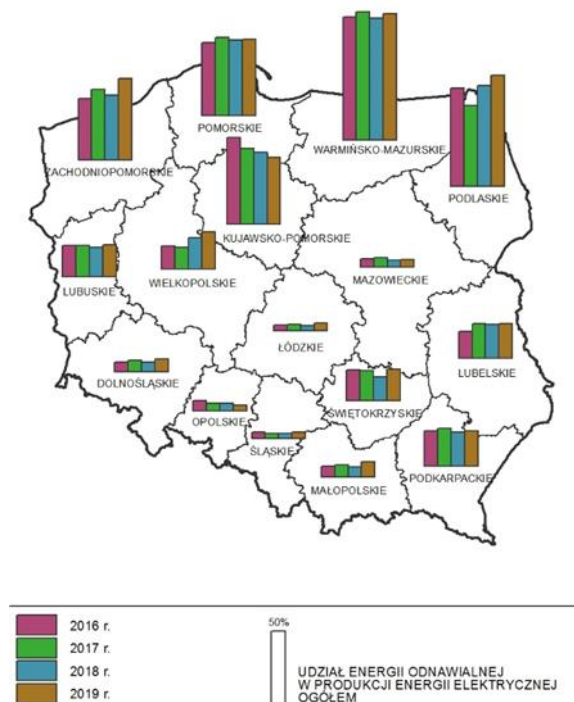 POMORSKIE
WARMIŃSKO-MAZURSKIE
ZACHODNIOPOMORSKIE
PODLASKIE
KUJAWSKO-POMORSKIE
MAZOWIECKIE
WIELKOPOLSKIE
LUBUSKIE
ŁÓDZKIE
LUBELSKIE
DOLNOŚLĄSKIE
ŚWIĘTOKRZYSKIE
OPOLSKIE
ŚLĄSKIE
PODKARPACKIE
MAŁOPOLSKIE
2016 r.
2017 r.
2018 r.
2019 r.
50%
UDZIAŁ ENERGII ODNAWIALNEJ
W PRODUKCJI ENERGII ELEKTRYCZNEJ
OGÓŁEM